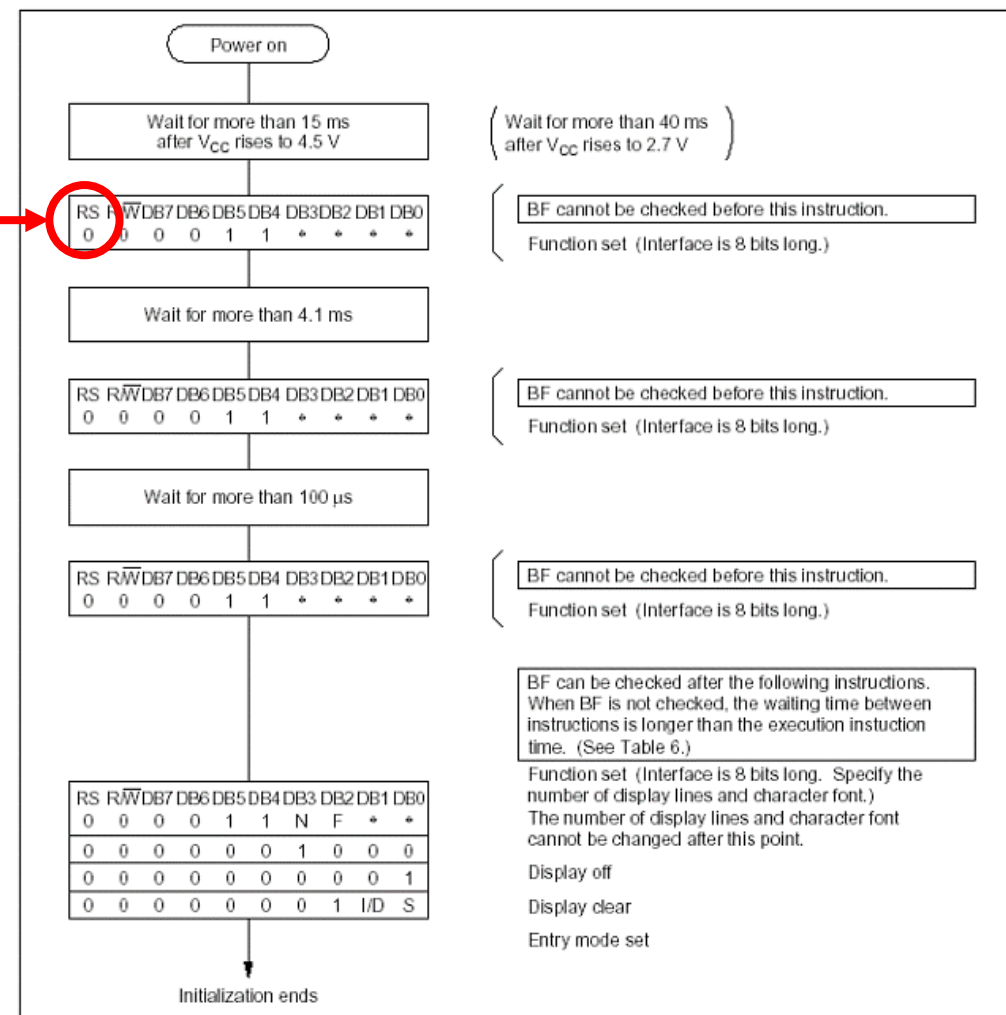 Power on
Wait for more than 15 ms
after VCC rises to 4.5 V
Wait for more than 40 ms
after VCC rises to 2.7 V
RS R/W DB7 DB6 DB5 DB4 DB3 DB2 DB1 DB0
0 0 0 0 1 1 * * * *
BF cannot be checked before this instruction.
Function set (Interface is 8 bits long.)
Wait for more than 4.1 ms
RS R/W DB7 DB6 DB5 DB4 DB3 DB2 DB1 DB0
0 0 0 0 1 1 * * * *
BF cannot be checked before this instruction.
Function set (Interface is 8 bits long.)
Wait for more than 100 µs
RS R/W DB7 DB6 DB5 DB4 DB3 DB2 DB1 DB0
0 0 0 0 1 1 * * * *
BF cannot be checked before this instruction.
Function set (Interface is 8 bits long.)
BF can be checked after the following instructions.
When BF is not checked, the waiting time between
instructions is longer than the execution instuction
time. (See Table 6.)
RS R/W DB7 DB6 DB5 DB4 DB3 DB2 DB1 DB0
0 0 0 0 1 1 N F * *
0 0 0 0 0 0 1 0 0 0
0 0 0 0 0 0 0 0 0 1
0 0 0 0 0 0 0 1 I/D S
Function set (Interface is 8 bits long. Specify the
number of display lines and character font.)
The number of display lines and character font
cannot be changed after this point.
Display off
Display clear
Entry mode set
Initialization ends